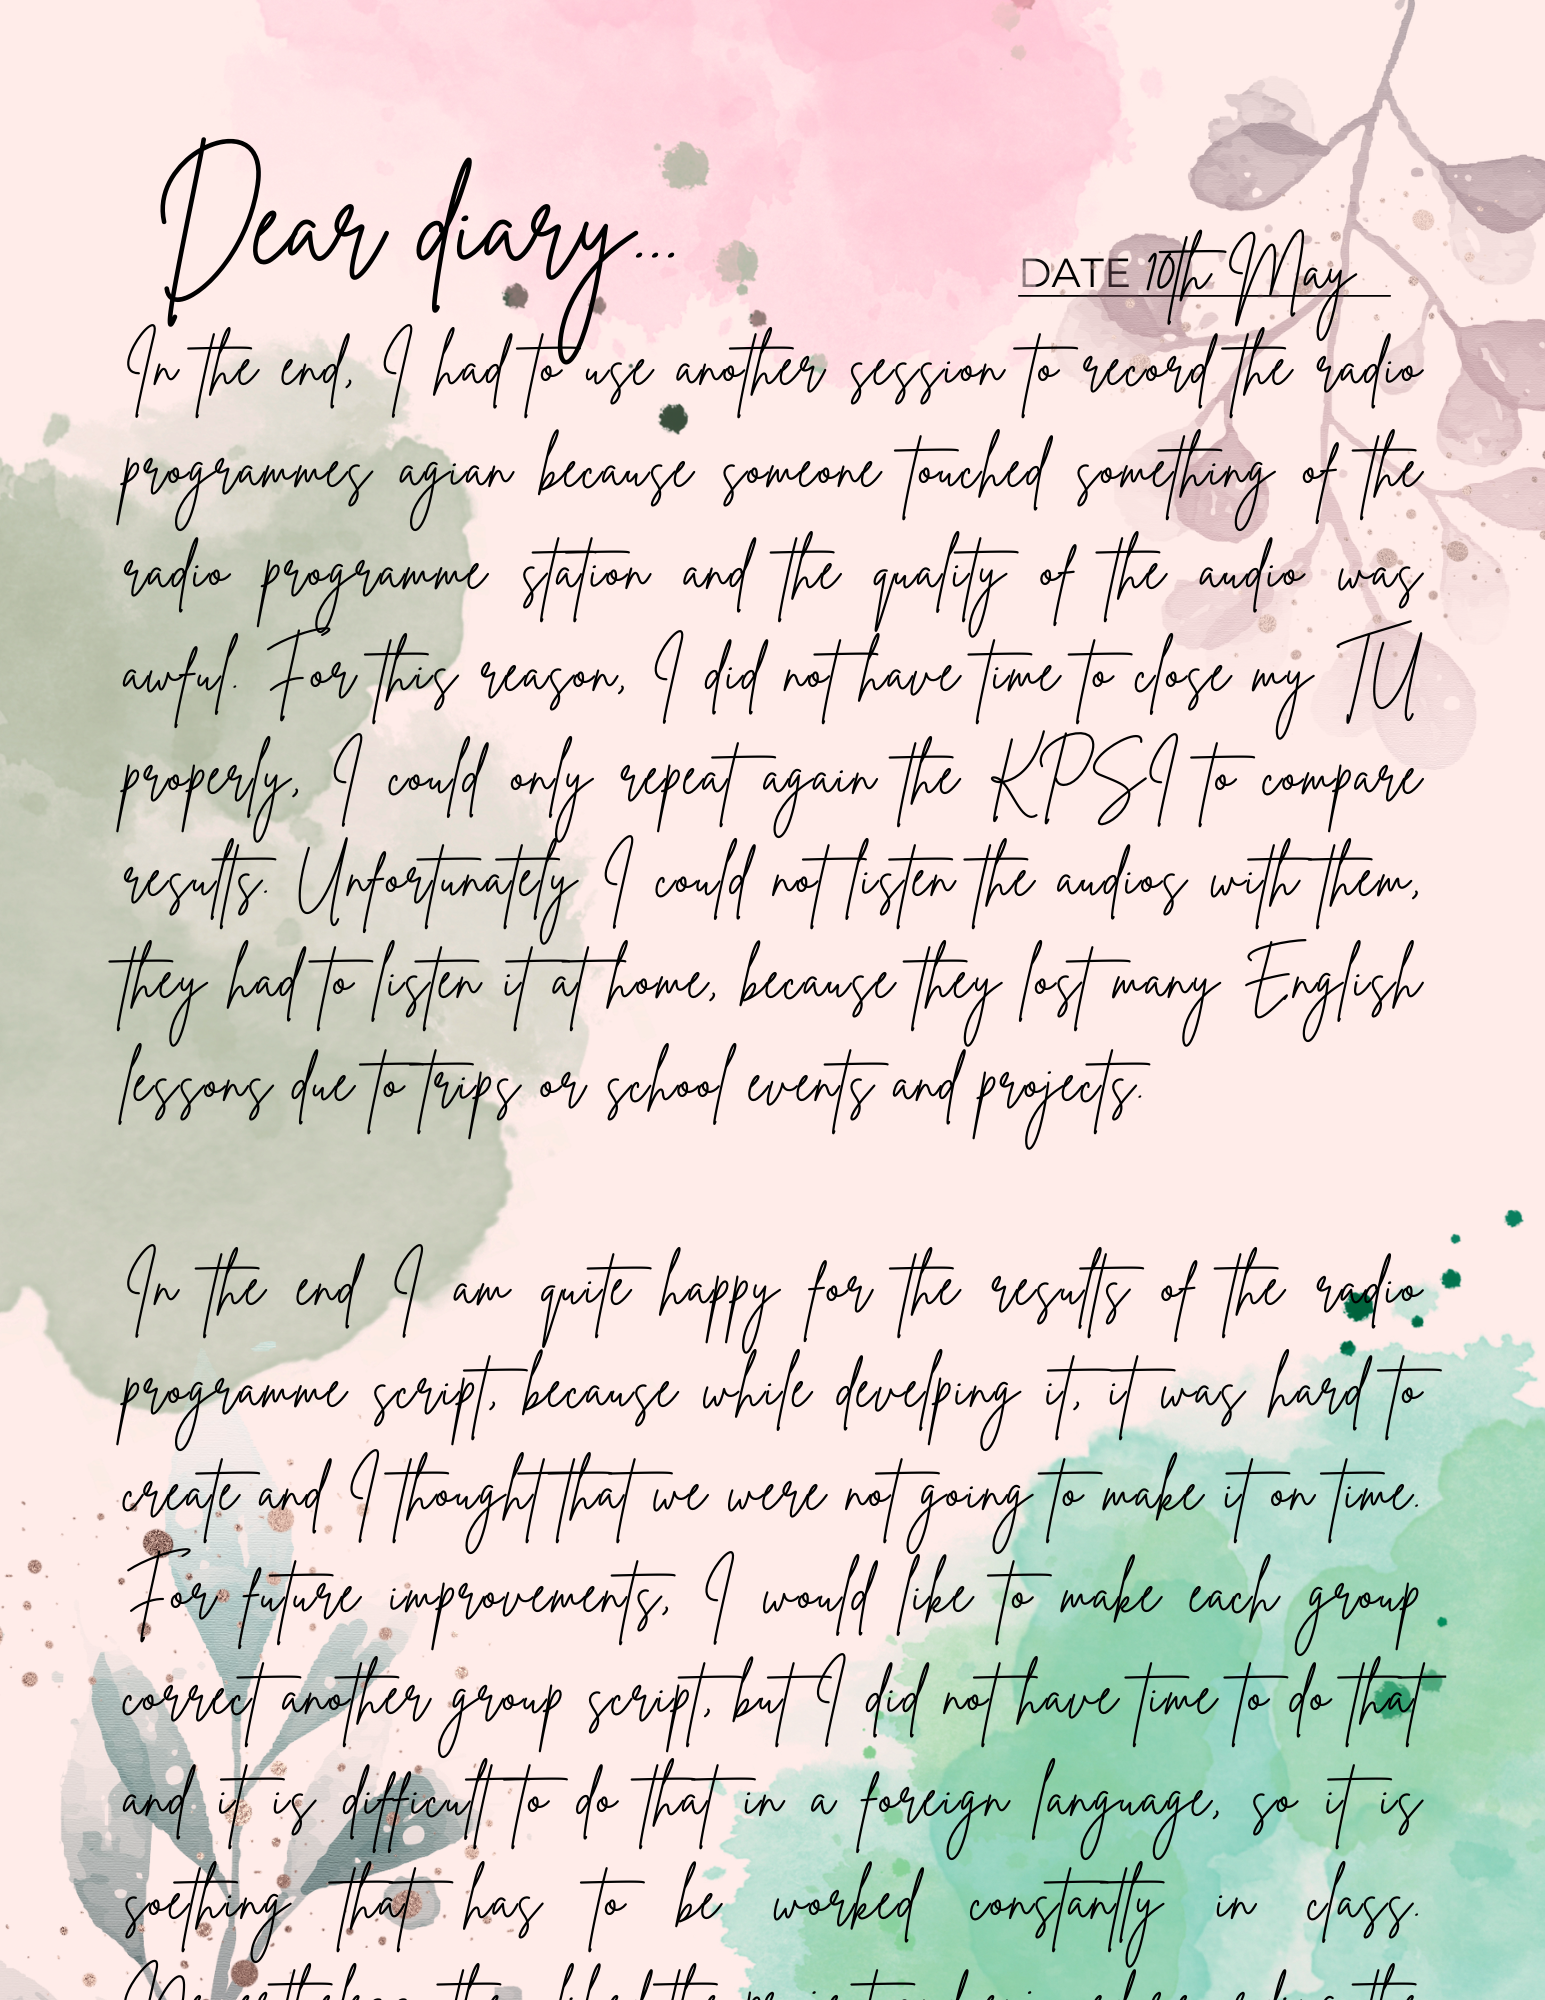 Dear diary...
DATE 10th May
In the end, I had to use another session to record the radio
programmes agian because someone touched something of the
radio programme station and the quality of the audio was
awful. For this reason, I did not have time to close my TU
properly, I could only repeat again the KPSI to compare
results. Unfortunately I could not listen the audios with them,
they had to listen it at home, because they lost many English
lessons due to trips or school events and projects.
In the end I am quite happy for the results of the radio
programme script, because while develping it, it was hard to
create and I thought that we were not going to make it on time.
For future improvements, I would like to make each group
correct another group script, but I did not have time to do that
and it is difficult to do that in a foreign language, so it is
soething that has to be worked constantly in class.